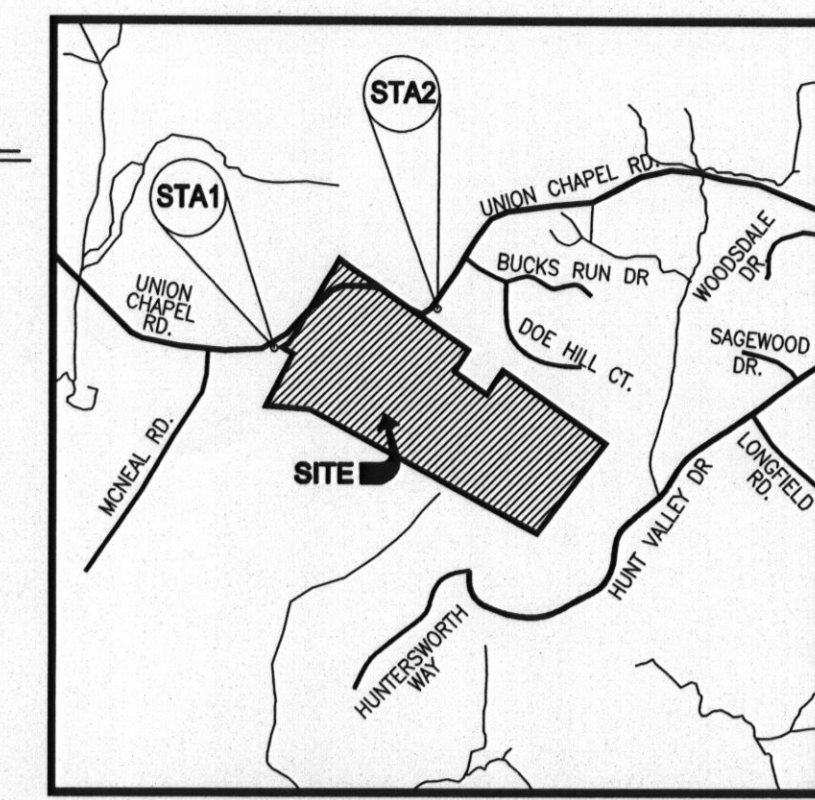 STA2
STA1
UNION CHAPEL RD.
UNION
CHAPEL
RD.
BUCKS RUN DR
WOODSDALE
DR.
DOE HILL CT.
SAGEWOOD
DR.
MCNEAL RD.
SITE
LONGFIELD
RD.
HUNT VALLEY DR
HUNTERSWORTH
WAY